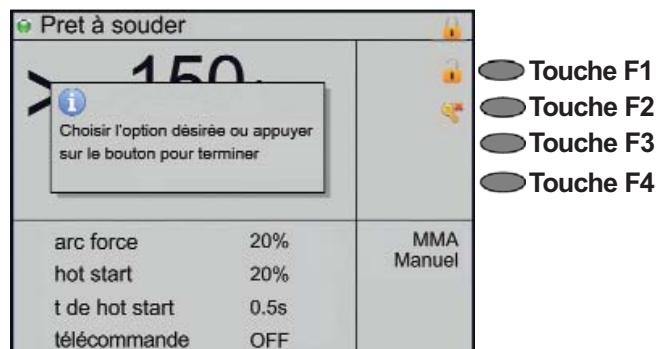 Pret à souder
> 150
Choisir l'option désirée ou appuyer
sur le bouton pour terminer
Touche F1
Touche F2
Touche F3
Touche F4
arc force 20%
hot start 20%
t de hot start 0.5s
télécommande OFF
MMA
Manuel